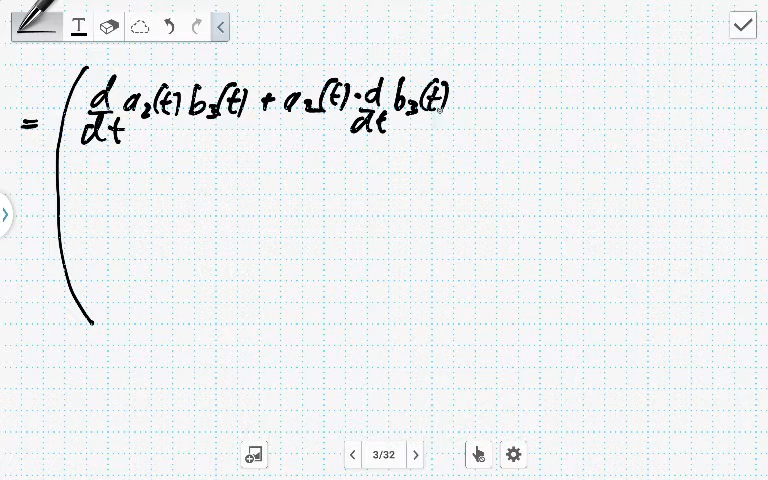 T
= ( d/dt a₂(t) b₃(t) + a₂(t) · d/dt b₃(t)
3/32